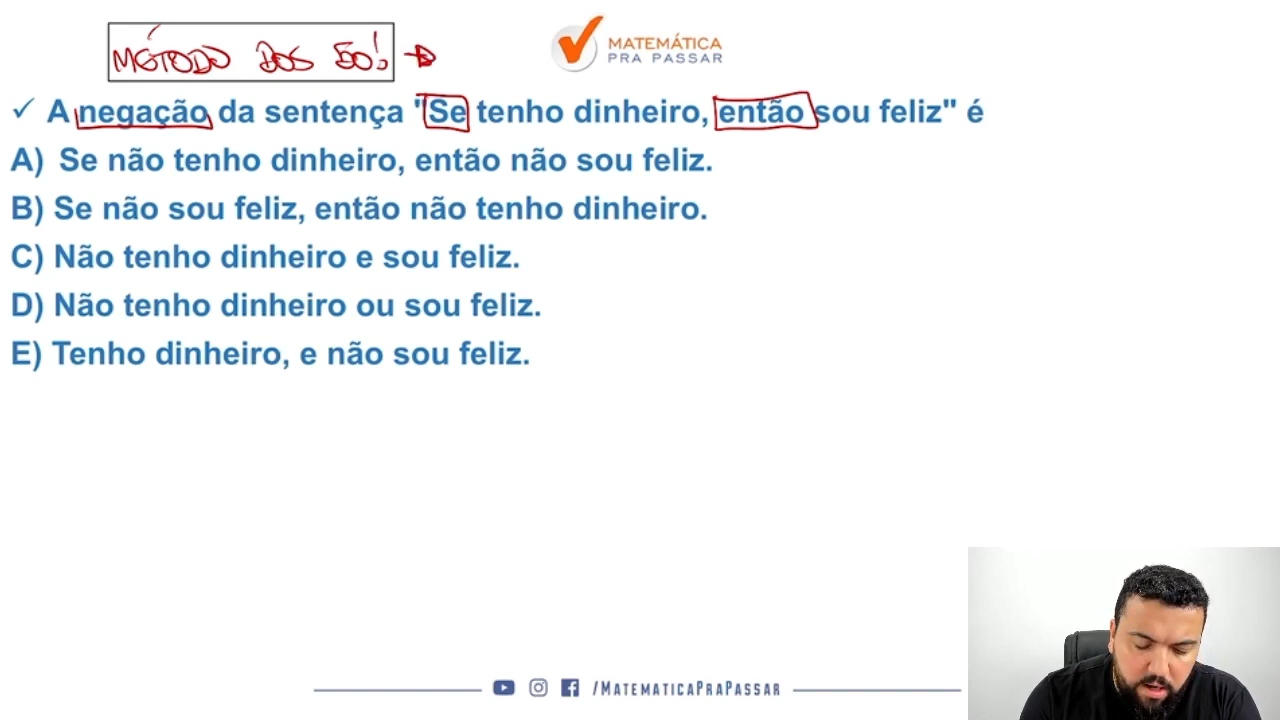 MÉTODO DOS 50!
MATEMÁTICA
PRA PASSAR
✓ A negação da sentença "Se tenho dinheiro, então sou feliz" é
A) Se não tenho dinheiro, então não sou feliz.
B) Se não sou feliz, então não tenho dinheiro.
C) Não tenho dinheiro e sou feliz.
D) Não tenho dinheiro ou sou feliz.
E) Tenho dinheiro, e não sou feliz.
/MATEMATICAPRAPASSAR